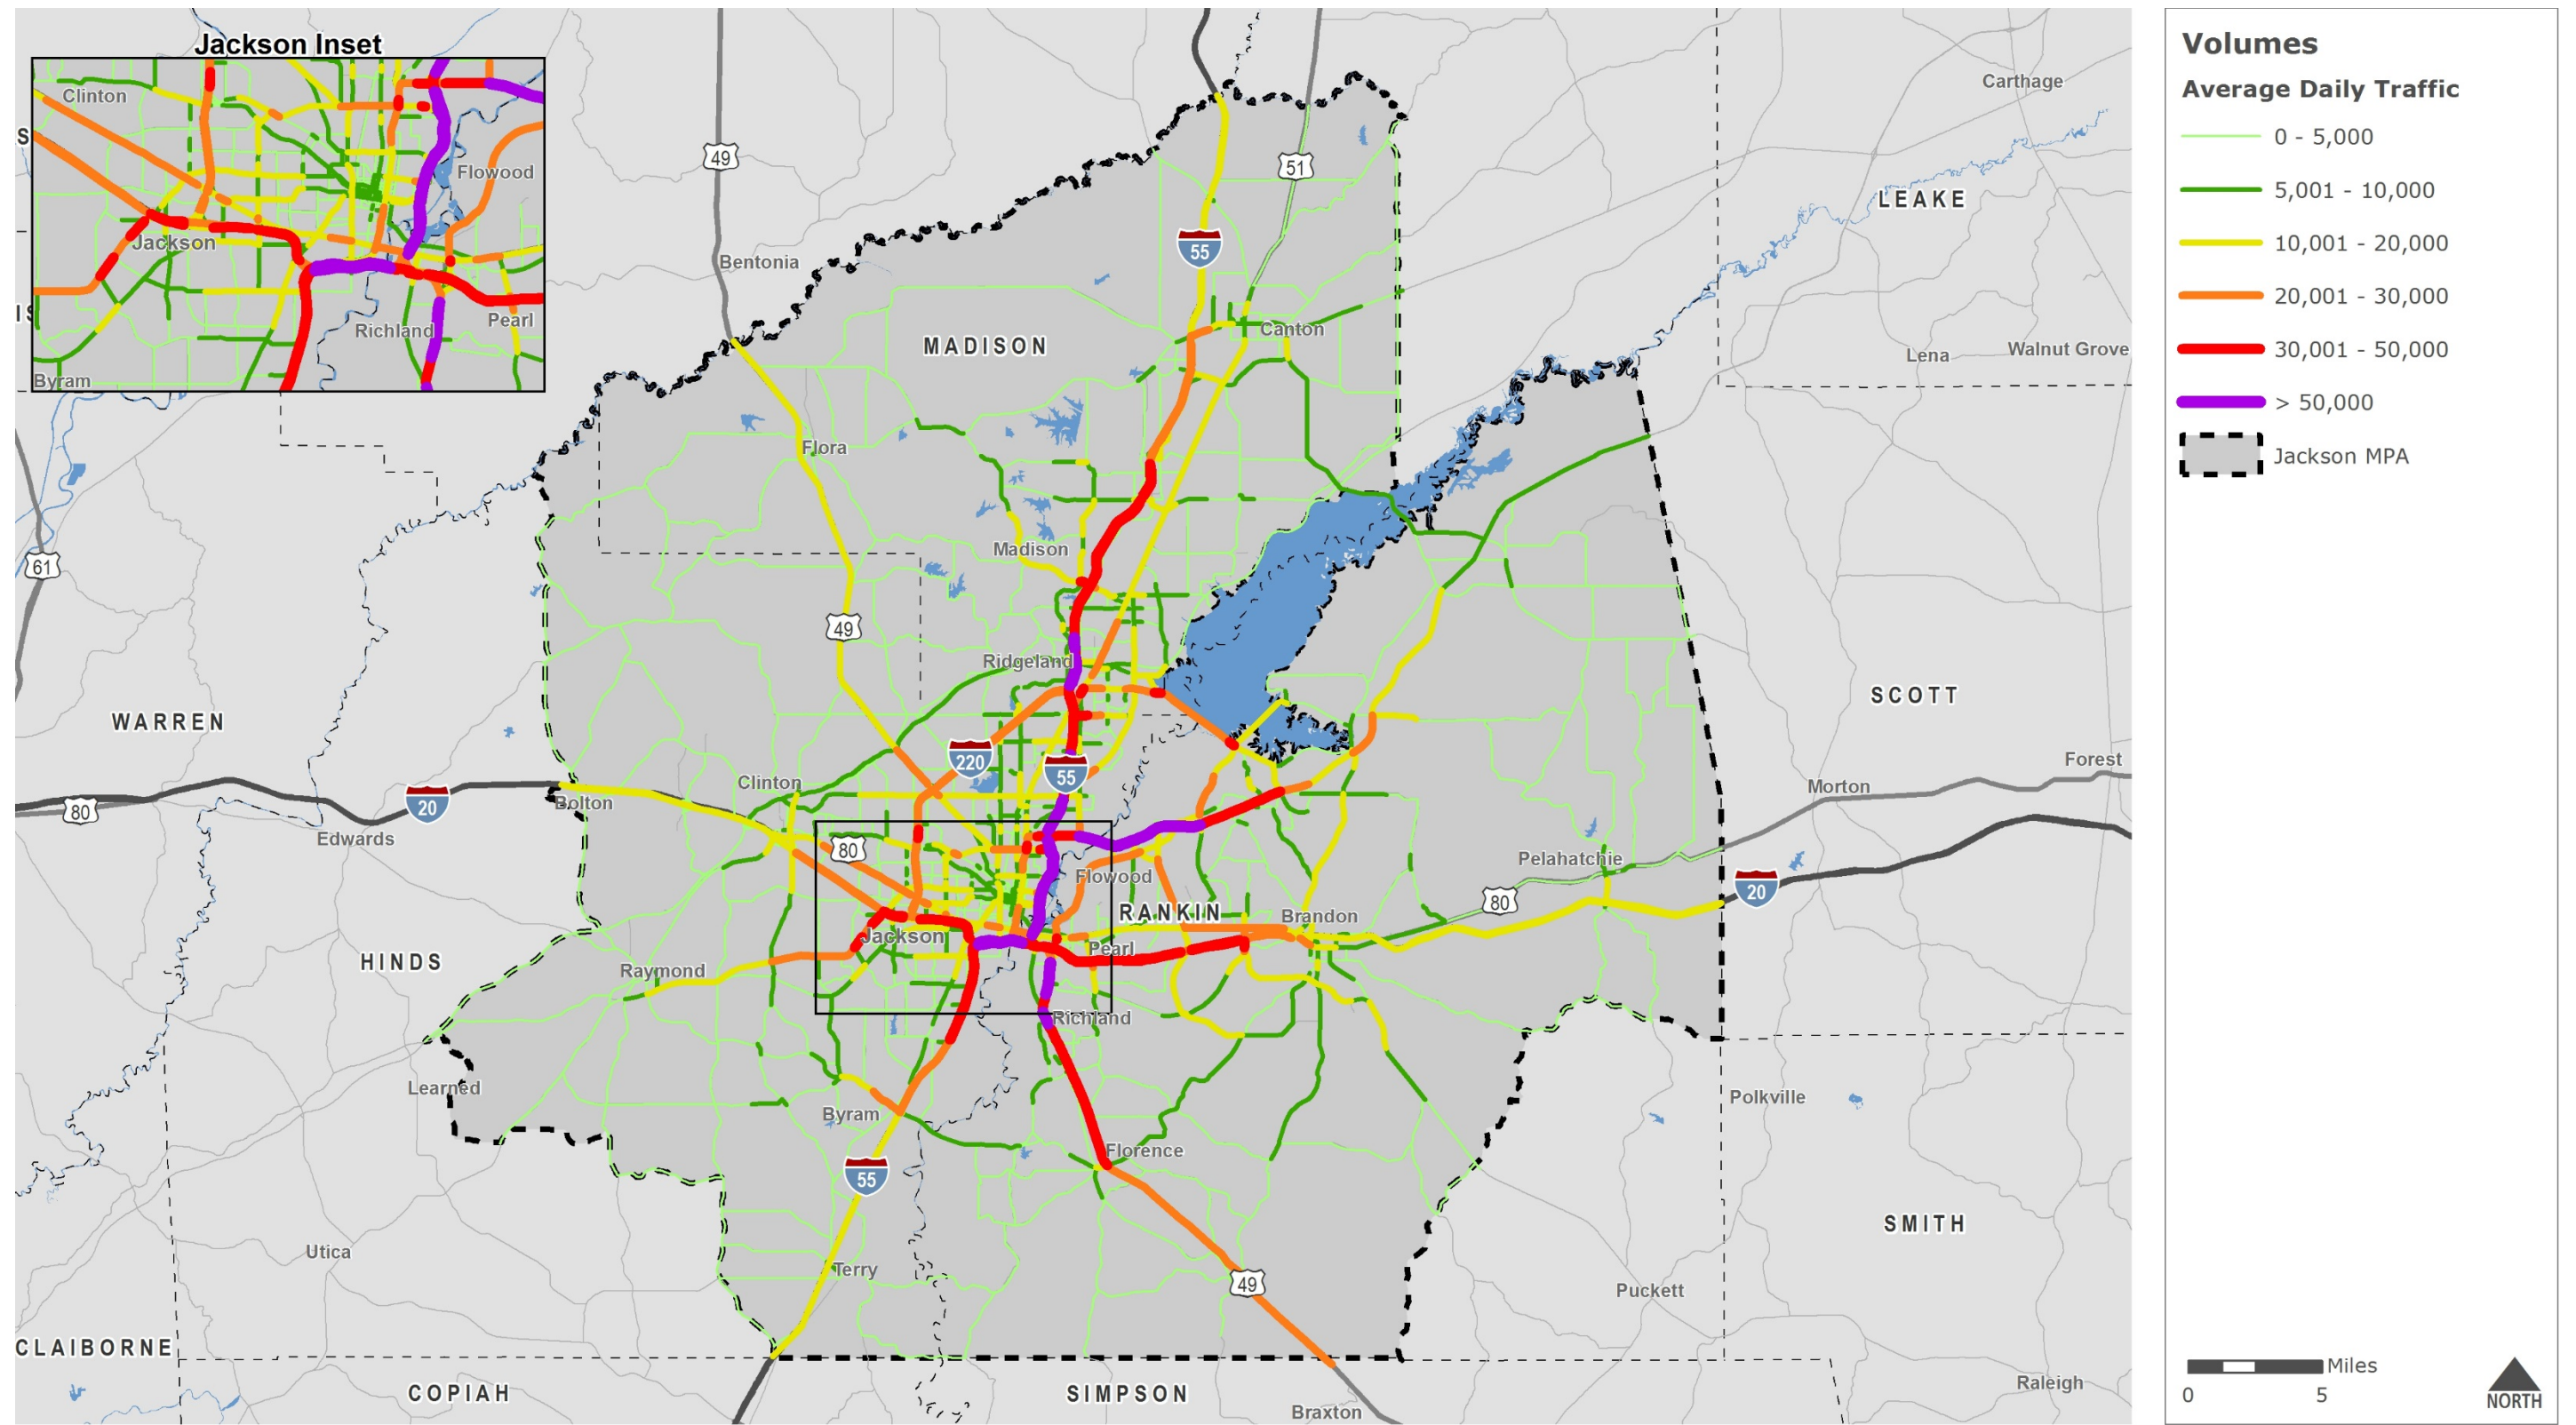 Jackson Inset
Clinton
Flowood
Jackson
Richland
Pearl
Byram
S
IS
49
51
55
Carthage
LEAKE
Bentonia
MADISON
Canton
Lena
Walnut Grove
Flora
61
Madison
49
Ridgeland
WARREN
SCOTT
220
55
Forest
Clinton
Morton
80
20
Bolton
Edwards
80
Pelahatchie
Flowood
20
80
RANKIN
Brandon
Jackson
Pearl
HINDS
Raymond
Richland
Learned
Polkville
Byram
Florence
55
SMITH
Utica
Terry
49
Puckett
CLAIBORNE
COPIAH
SIMPSON
Raleigh
Braxton
Volumes
Average Daily Traffic
0 - 5,000
5,001 - 10,000
10,001 - 20,000
20,001 - 30,000
30,001 - 50,000
> 50,000
Jackson MPA
Miles
0 5
NORTH